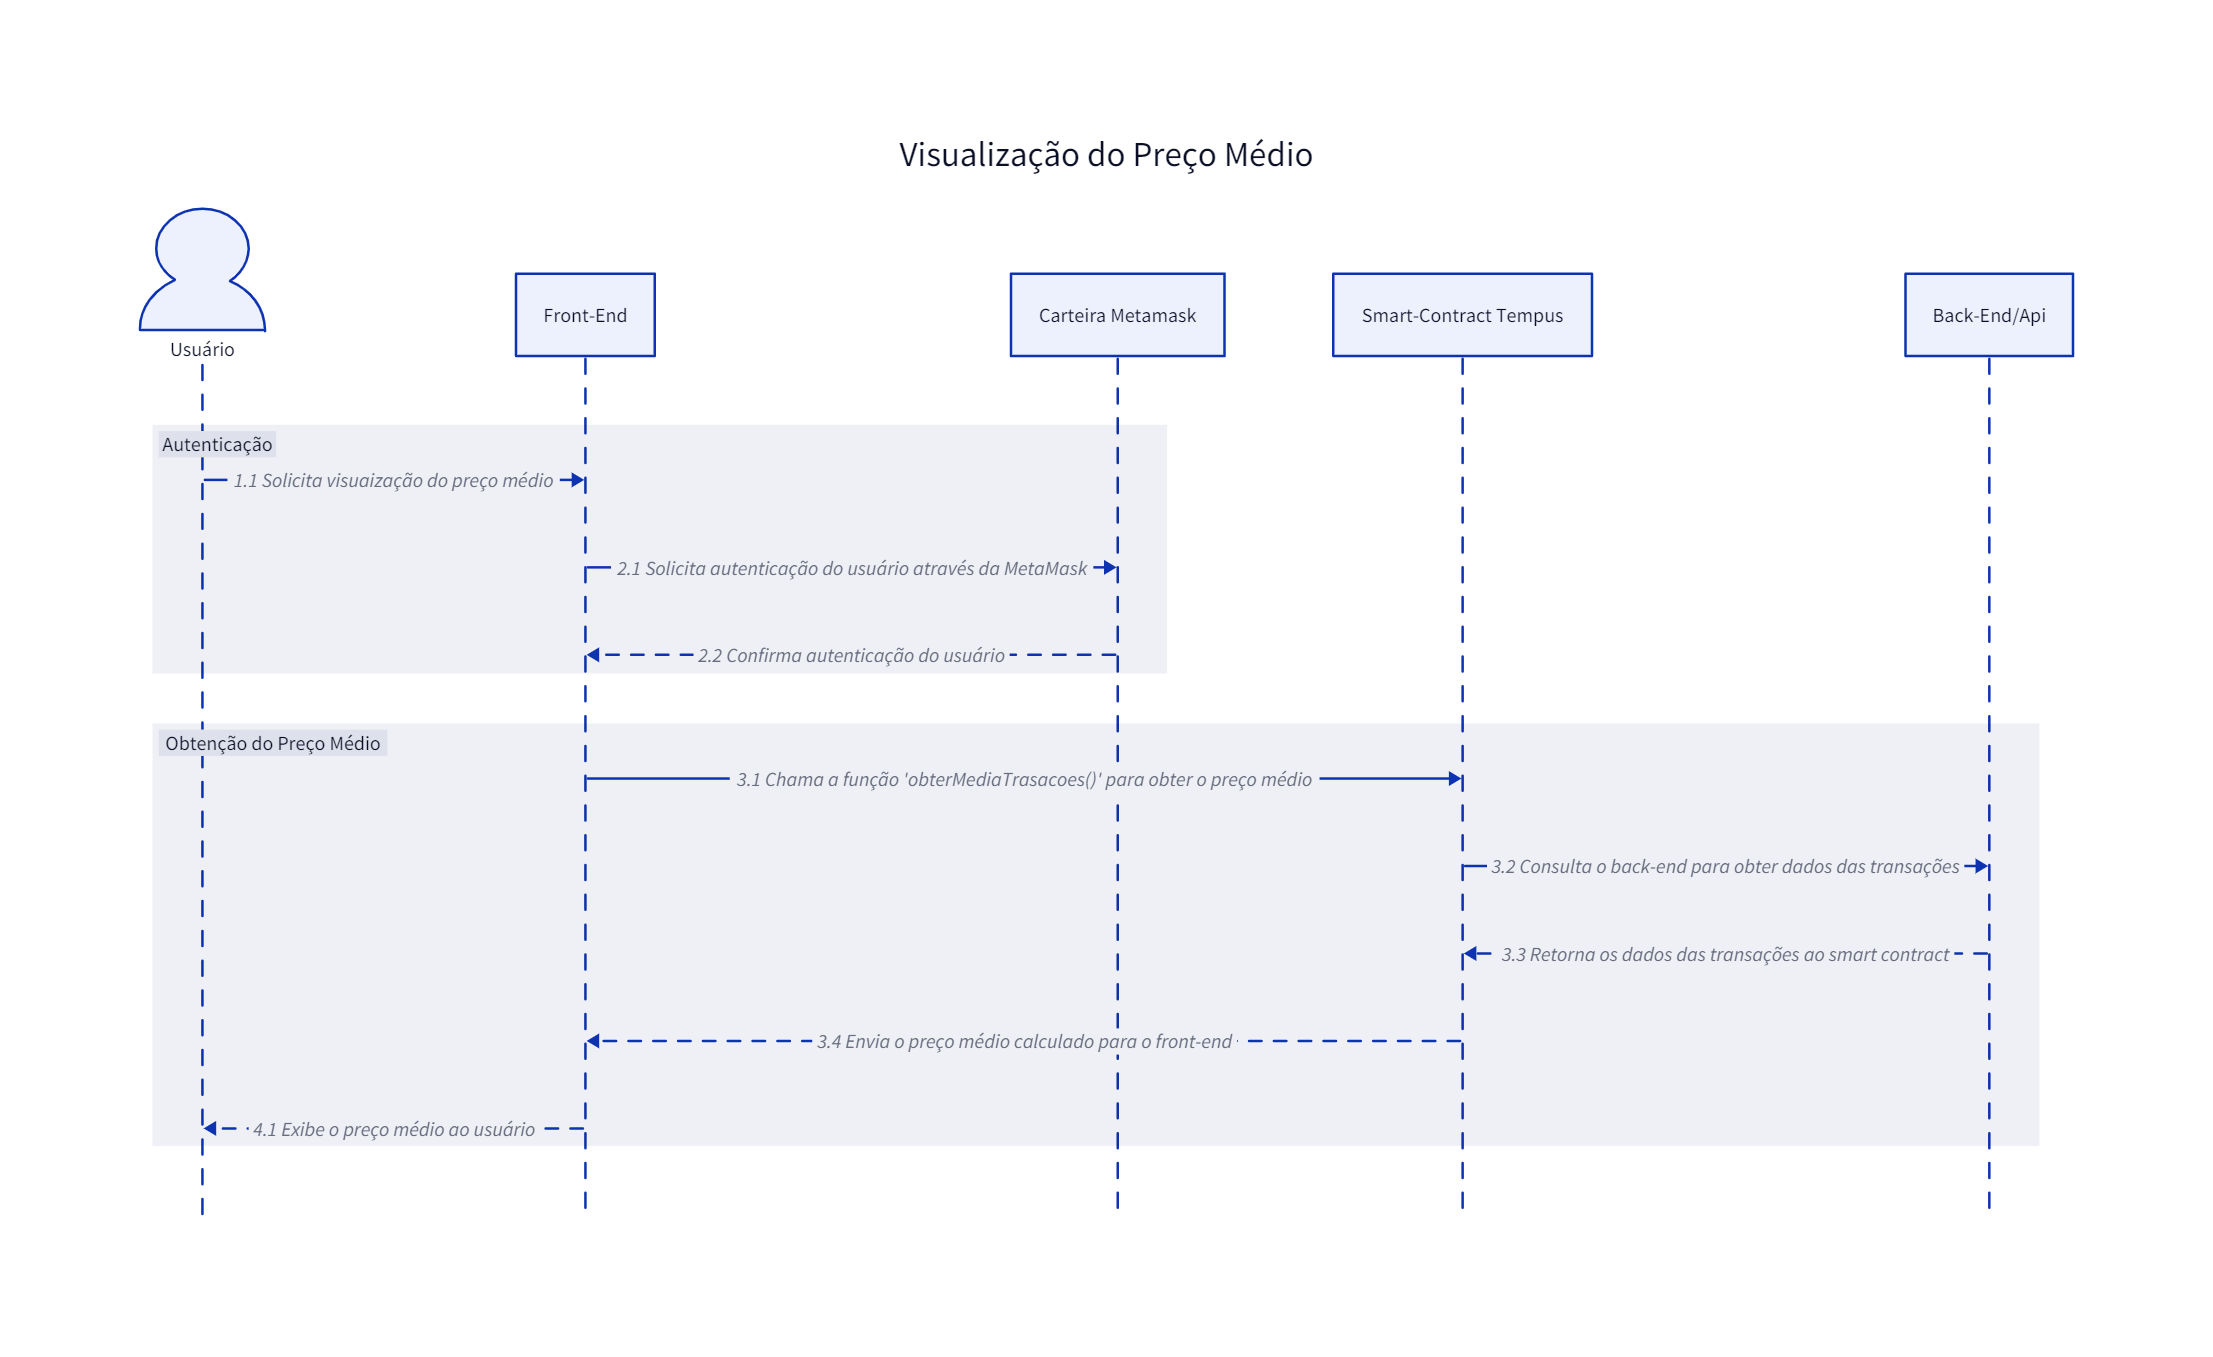 Visualização do Preço Médio
Usuário
Front-End
Carteira Metamask
Smart-Contract Tempus
Back-End/Api
Autenticação
1.1 Solicita visuaização do preço médio
2.1 Solicita autenticação do usuário através da MetaMask
2.2 Confirma autenticação do usuário
Obtenção do Preço Médio
3.1 Chama a função 'obterMediaTrasacoes()' para obter o preço médio
3.2 Consulta o back-end para obter dados das transações
3.3 Retorna os dados das transações ao smart contract
3.4 Envia o preço médio calculado para o front-end
4.1 Exibe o preço médio ao usuário